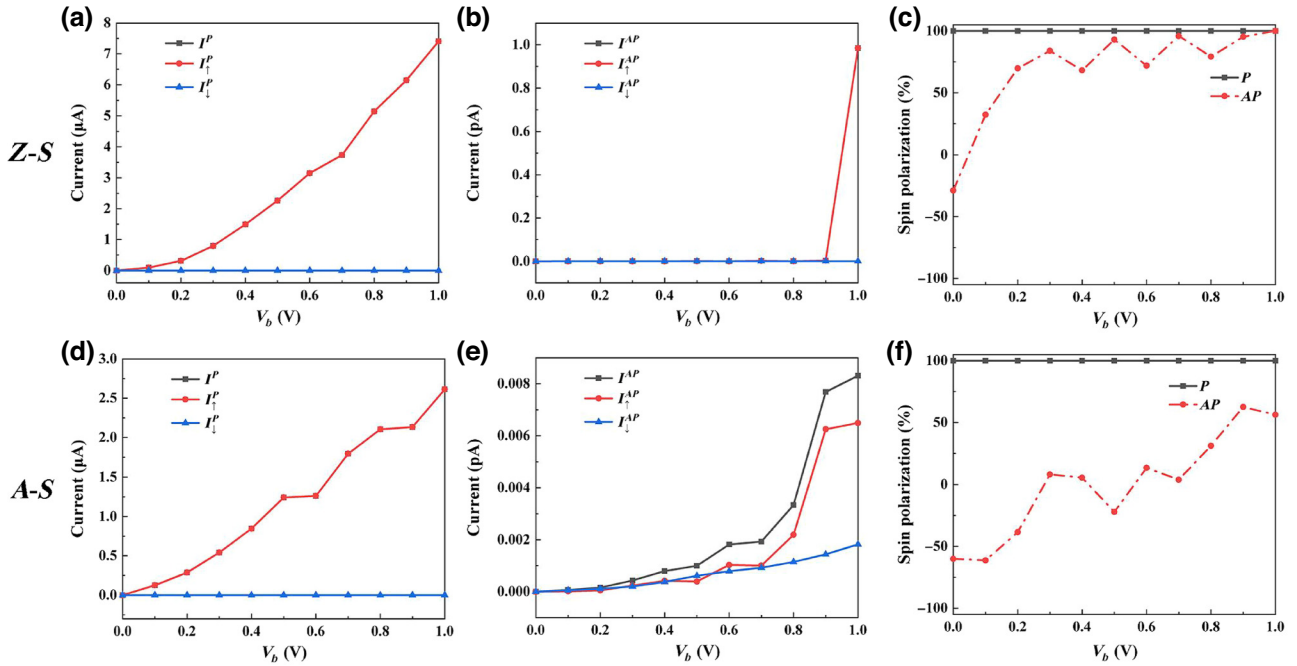 (a)
8
7
6
5
4
3
2
1
0
Current (μA)
I^P
I_↑^P
I_↓^P
0.0 0.2 0.4 0.6 0.8 1.0
V_b (V)
(b)
1.0
0.8
0.6
0.4
0.2
0.0
Current (pA)
I^AP
I_↑^AP
I_↓^AP
0.0 0.2 0.4 0.6 0.8 1.0
V_b (V)
(c)
100
50
0
−50
−100
Spin polarization (%)
P
AP
0.0 0.2 0.4 0.6 0.8 1.0
V_b (V)
Z-S
(d)
3.0
2.5
2.0
1.5
1.0
0.5
0.0
Current (μA)
I^P
I_↑^P
I_↓^P
0.0 0.2 0.4 0.6 0.8 1.0
V_b (V)
(e)
0.008
0.006
0.004
0.002
0.000
Current (pA)
I^AP
I_↑^AP
I_↓^AP
0.0 0.2 0.4 0.6 0.8 1.0
V_b (V)
(f)
100
50
0
−50
−100
Spin polarization (%)
P
AP
0.0 0.2 0.4 0.6 0.8 1.0
V_b (V)
A-S